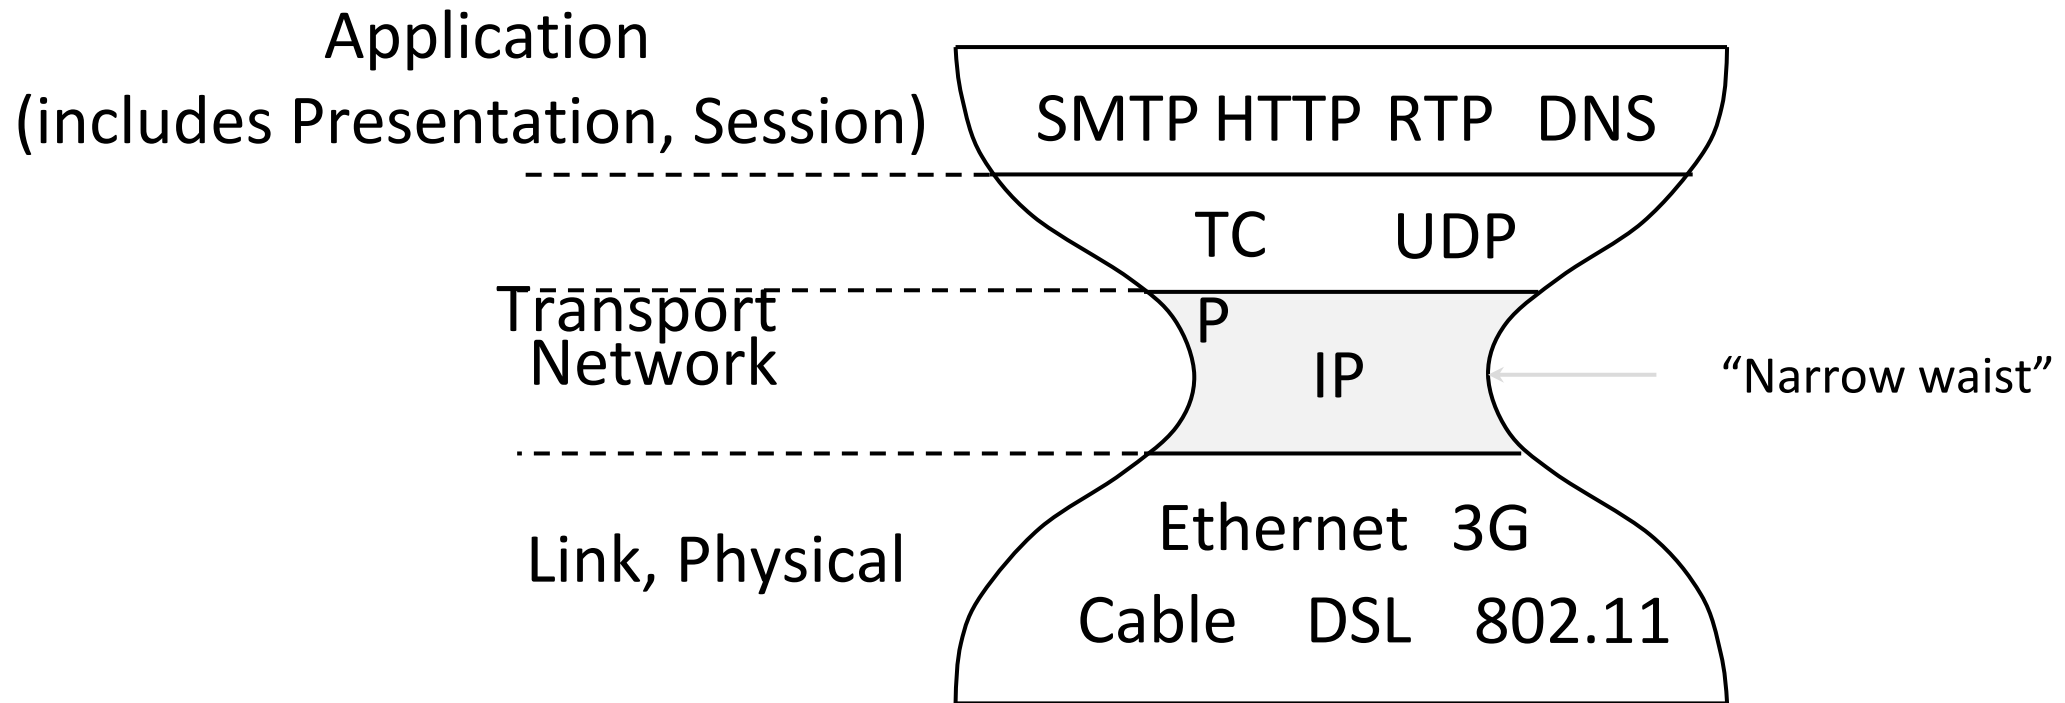 Application
(includes Presentation, Session)
SMTP HTTP RTP DNS
TC UDP
P
Transport
Network
IP
“Narrow waist”
Link, Physical
Ethernet 3G
Cable DSL 802.11